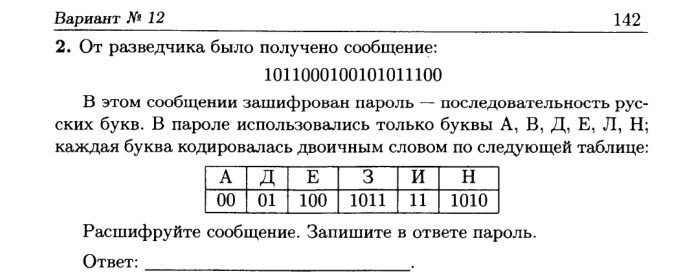 Вариант № 12 142
2. От разведчика было получено сообщение:
1011000100101011100
В этом сообщении зашифрован пароль — последовательность рус-
ских букв. В пароле использовались только буквы А, В, Д, Е, Л, Н;
каждая буква кодировалась двоичным словом по следующей таблице:
А Д Е З И Н
00 01 100 1011 11 1010
Расшифруйте сообщение. Запишите в ответе пароль.
Ответ: .